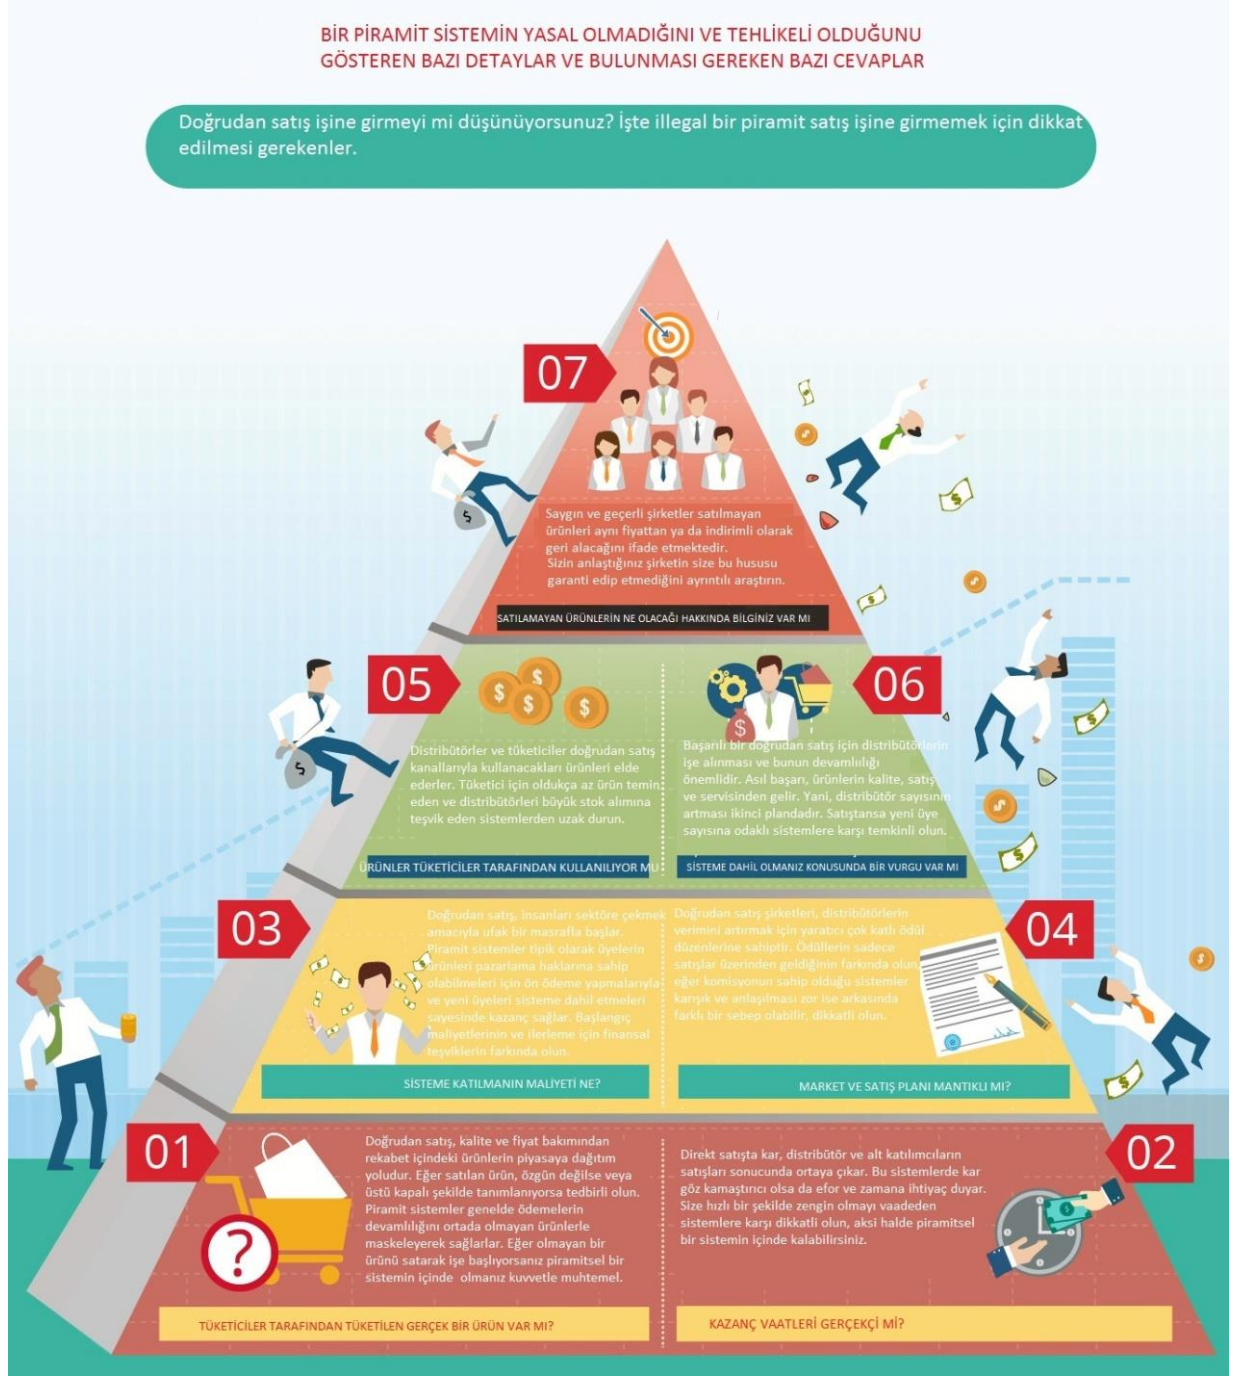 BİR PİRAMİT SİSTEMİN YASAL OLMADIĞINI VE TEHLİKELİ OLDUĞUNU
GÖSTEREN BAZI DETAYLAR VE BULUNMASI GEREKEN BAZI CEVAPLAR
Doğrudan satış işine girmeyi mi düşünüyorsunuz? İşte illegal bir piramit satış işine girmemek için dikkat
edilmesi gerekenler.
07
Saygın ve geçerli şirketler satılmayan
ürünleri aynı fiyattan ya da indirimli olarak
geri alacağını ifade etmektedir.
Sizin anlaştığınız şirketin size bu hususu
garanti edip etmediğini ayrıntılı araştırın.
SATILAMAYAN ÜRÜNLERİN NE OLACAĞI HAKKINDA BİLGİNİZ VAR MI
05
Distribütörler ve tüketiciler doğrudan satış
kanallarıyla kullanacakları ürünleri elde
ederler. Tüketici için oldukça az ürün temin
eden ve distribütörleri büyük stok alımına
teşvik eden sistemlerden uzak durun.
ÜRÜNLER TÜKETİCİLER TARAFINDAN KULLANILIYOR MU
06
Başarılı bir doğrudan satış için distribütörlerin
işe alınması ve bunun devamlılığı
önemlidir. Asıl başarı, ürünlerin kalite, satış
ve servisinden gelir. Yani, distribütör sayısının
artması ikinci plandadır. Satıştansa yeni üye
sayısına odaklı sistemlere karşı temkinli olun.
SİSTEME DAHİL OLMANIZ KONUSUNDA BİR VURGU VAR MI
03
Doğrudan satış, insanları sektöre çekmek
amacıyla ufak bir masrafla başlar.
Piramit sistemler tipik olarak üyelerin
ürünleri pazarlama haklarına sahip
olabilmeleri için ön ödeme yapmalarıyla
ve yeni üyeleri sisteme dahil etmeleri
sayesinde kazanç sağlar. Başlangıç
maliyetlerinin ve ilerleme için finansal
teşviklerin farkında olun.
SİSTEME KATILMANIN MALİYETİ NE?
04
Doğrudan satış şirketleri, distribütörlerin
verimini artırmak için yaratıcı çok katlı ödül
düzenlerine sahiptir. Ödüllerin sadece
satışlar üzerinden geldiğinin farkında olun,
eğer komisyonun sahip olduğu sistemler
karışık ve anlaşılması zor ise arkasında
farklı bir sebep olabilir, dikkatli olun.
MARKET VE SATIŞ PLANI MANTIKLI MI?
01
Doğrudan satış, kalite ve fiyat bakımından
rekabet içindeki ürünlerin piyasaya dağıtım
yoludur. Eğer satılan ürün, özgün değilse veya
üstü kapalı şekilde tanımlanıyorsa tedbirli olun.
Piramit sistemler genelde ödemelerin
devamlılığını ortada olmayan ürünlerle
maskeleyerek sağlarlar. Eğer olmayan bir
ürünü satarak işe başlıyorsanız piramitsel bir
sistemin içinde olmanız kuvvetle muhtemel.
TÜKETİCİLER TARAFINDAN TÜKETİLEN GERÇEK BİR ÜRÜN VAR MI?
02
Direkt satışta kar, distribütör ve alt katılımcıların
satışları sonucunda ortaya çıkar. Bu sistemlerde kar
göz kamaştırıcı olsa da efor ve zamana ihtiyaç duyar.
Size hızlı bir şekilde zengin olmayı vaadeden
sistemlere karşı dikkatli olun, aksi halde piramitsel
bir sistemin içinde kalabilirsiniz.
KAZANÇ VAATLERİ GERÇEKÇİ Mİ?